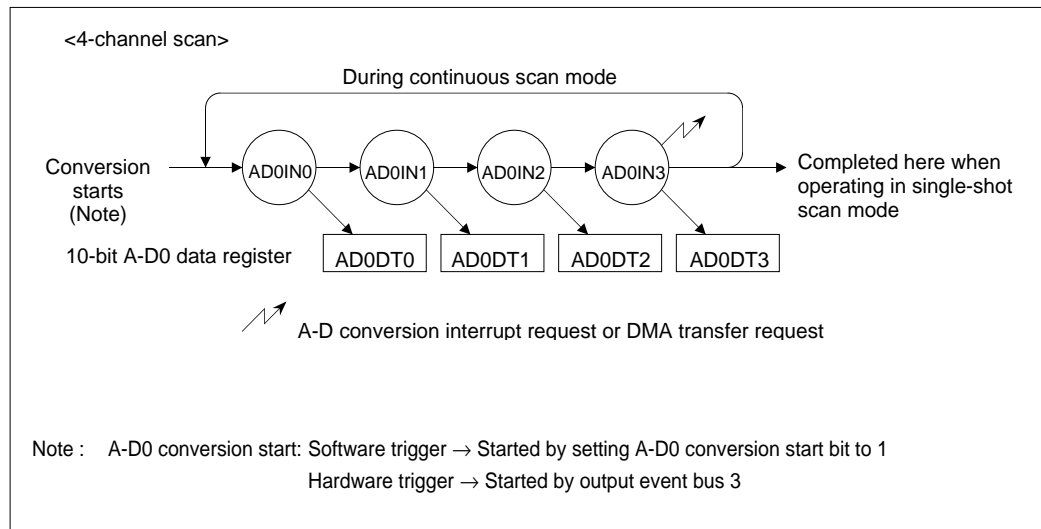 <4-channel scan>
During continuous scan mode
Conversion
starts
(Note)
AD0IN0
AD0IN1
AD0IN2
AD0IN3
Completed here when
operating in single-shot
scan mode
10-bit A-D0 data register
AD0DT0
AD0DT1
AD0DT2
AD0DT3
A-D conversion interrupt request or DMA transfer request
Note : A-D0 conversion start: Software trigger → Started by setting A-D0 conversion start bit to 1
Hardware trigger → Started by output event bus 3